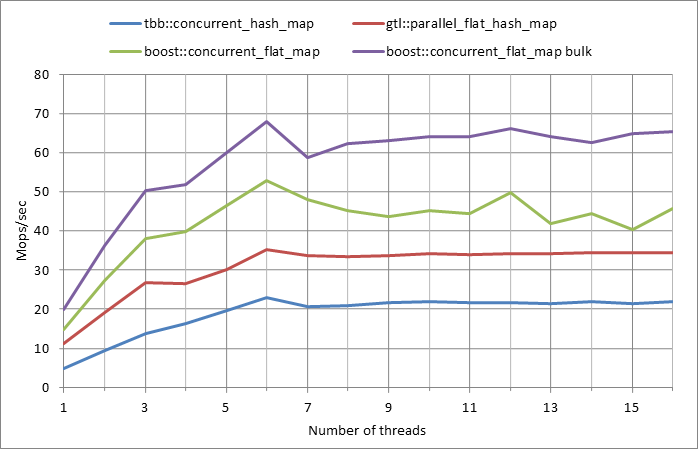 tbb::concurrent_hash_map gtl::parallel_flat_hash_map
boost::concurrent_flat_map boost::concurrent_flat_map bulk
80
70
60
50
40
30
20
10
0
Mops/sec
1 3 5 7 9 11 13 15
Number of threads